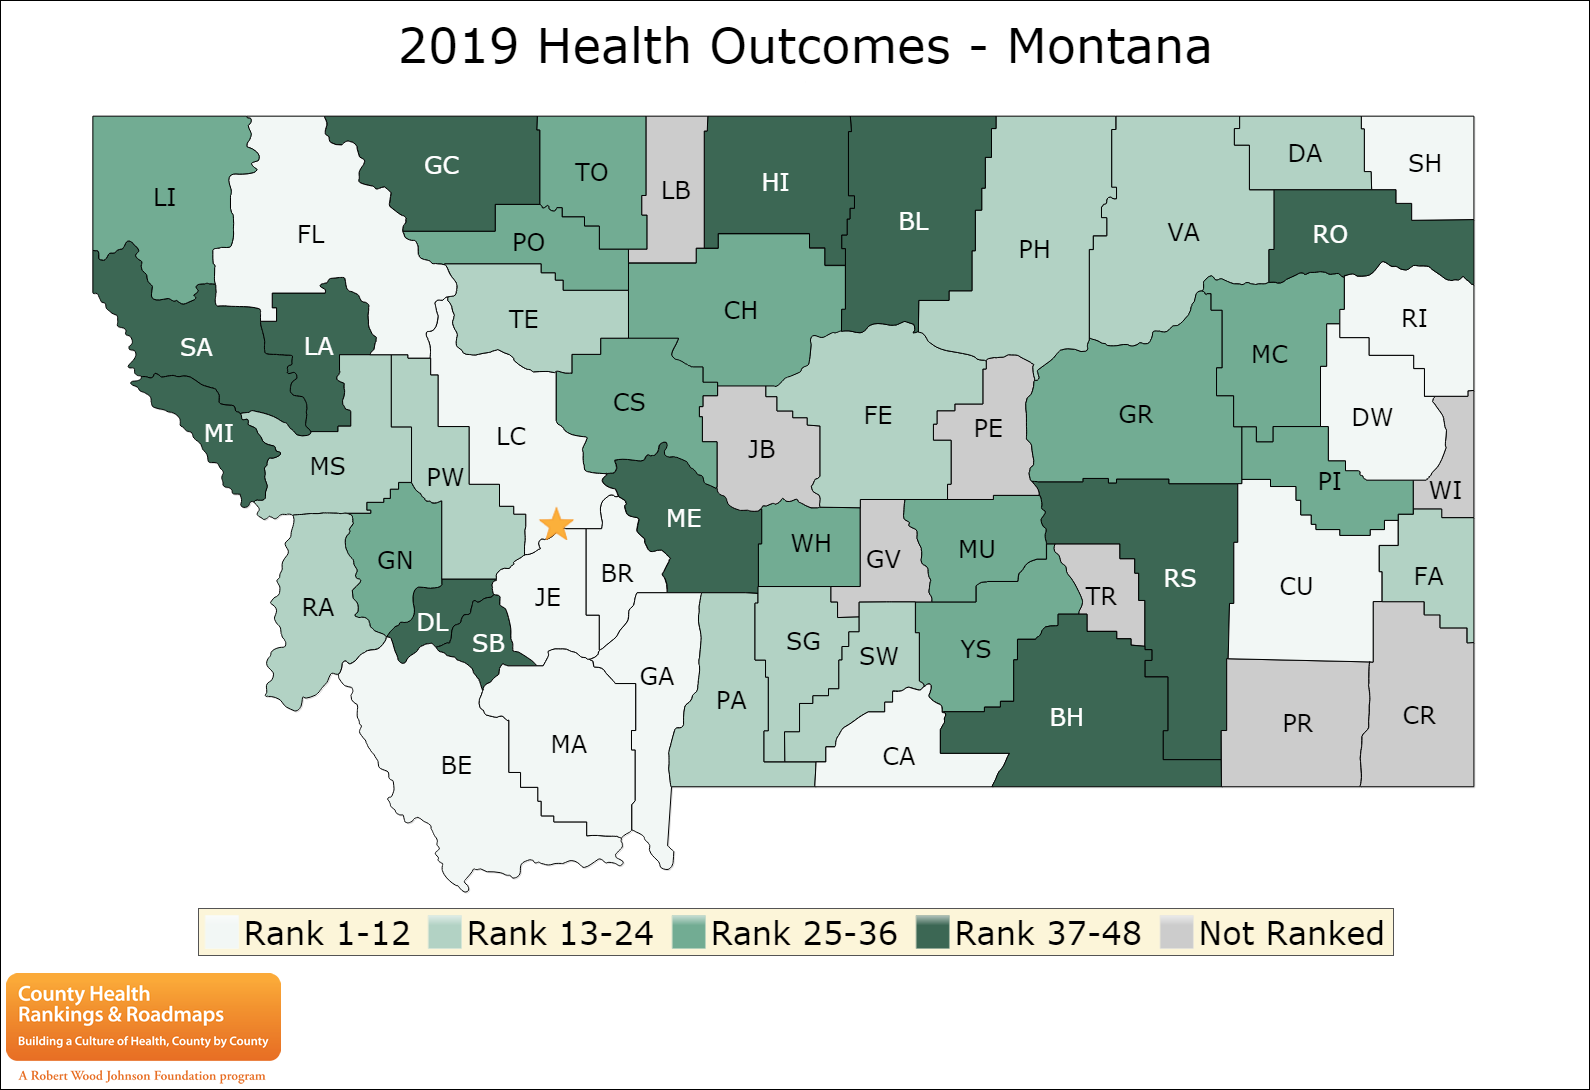 2019 Health Outcomes - Montana
LI
FL
GC
TO
LB
HI
BL
PH
VA
DA
SH
RO
PO
TE
CH
SA
LA
MC
RI
CS
JB
FE
PE
GR
DW
MI
MS
PW
LC
PI
WI
ME
WH
GV
MU
RS
CU
FA
GN
RA
DL
SB
JE
BR
TR
SG
SW
YS
GA
PA
BE
MA
CA
BH
PR
CR
Rank 1-12 Rank 13-24 Rank 25-36 Rank 37-48 Not Ranked
County Health
Rankings & Roadmaps
Building a Culture of Health, County by County
A Robert Wood Johnson Foundation program